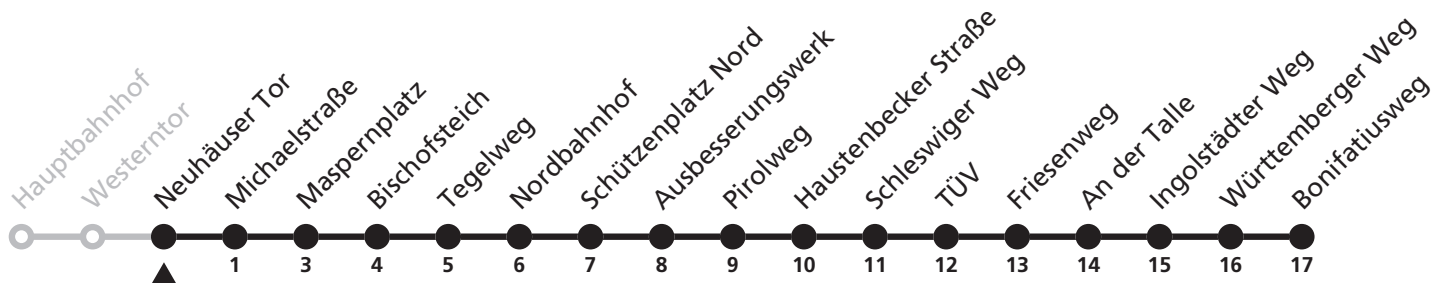 Hauptbahnhof
Westerntor
Neuhäuser Tor
Michaelstraße
Maspernplatz
Bischofsteich
Tegelweg
Nordbahnhof
Schützenplatz Nord
Ausbesserungswerk
Pirolweg
Haustenbecker Straße
Schleswiger Weg
TÜV
Friesenweg
An der Talle
Ingolstädter Weg
Württemberger Weg
Bonifatiusweg
1 3 4 5 6 7 8 9 10 11 12 13 14 15 16 17